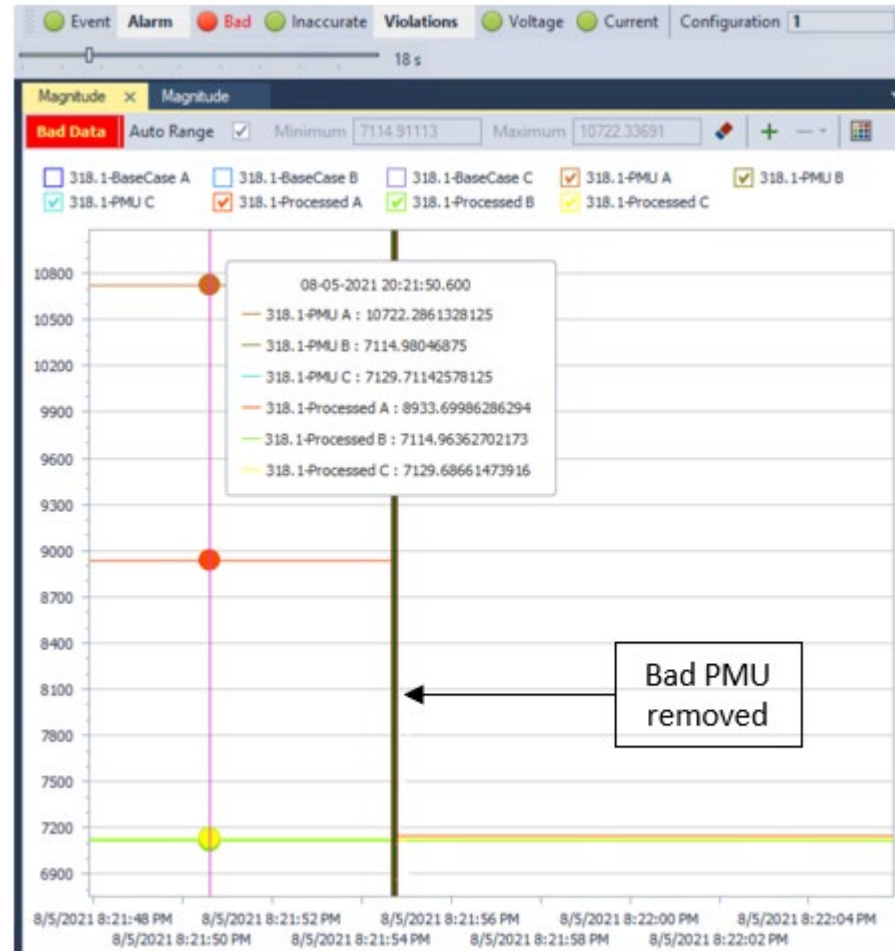 Event Alarm Bad Inaccurate Violations Voltage Current Configuration 1
18 s
Magnitude × Magnitude
Bad Data Auto Range Minimum 7114.91113 Maximum 10722.33691
318.1-BaseCase A 318.1-BaseCase B 318.1-BaseCase C 318.1-PMU A 318.1-PMU B
318.1-PMU C 318.1-Processed A 318.1-Processed B 318.1-Processed C
10800
08-05-2021 20:21:50.600
318.1-PMU A : 10722.2861328125
10500
318.1-PMU B : 7114.98046875
10200
318.1-PMU C : 7129.71142578125
9900
318.1-Processed A : 8933.69986286294
318.1-Processed B : 7114.96362702173
9600
318.1-Processed C : 7129.68661473916
9300
9000
8700
8400
Bad PMU
removed
8100
7800
7500
7200
6900
8/5/2021 8:21:48 PM 8/5/2021 8:21:52 PM 8/5/2021 8:21:56 PM 8/5/2021 8:22:00 PM 8/5/2021 8:22:04 PM
8/5/2021 8:21:50 PM 8/5/2021 8:21:54 PM 8/5/2021 8:21:58 PM 8/5/2021 8:22:02 PM